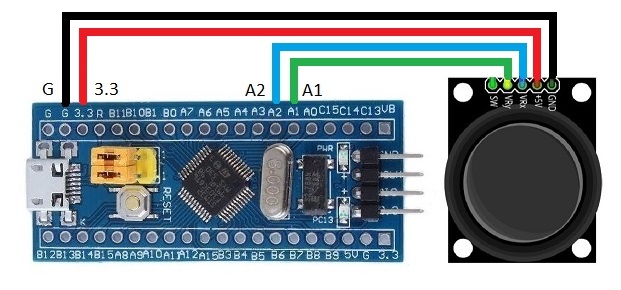 G 3.3 A2 A1
G G 3.3 R B11 B10 B1 B0 A7 A6 A5 A4 A3 A2 A1 A0 C15 C14 C13 VB
SW VRy VRx +5V GND
PWR
RESET
PC13
B12 B13 B14 B15 A8 A9 A10 A11 A12 A15 B3 B4 B5 B6 B7 B8 B9 5V G 3.3